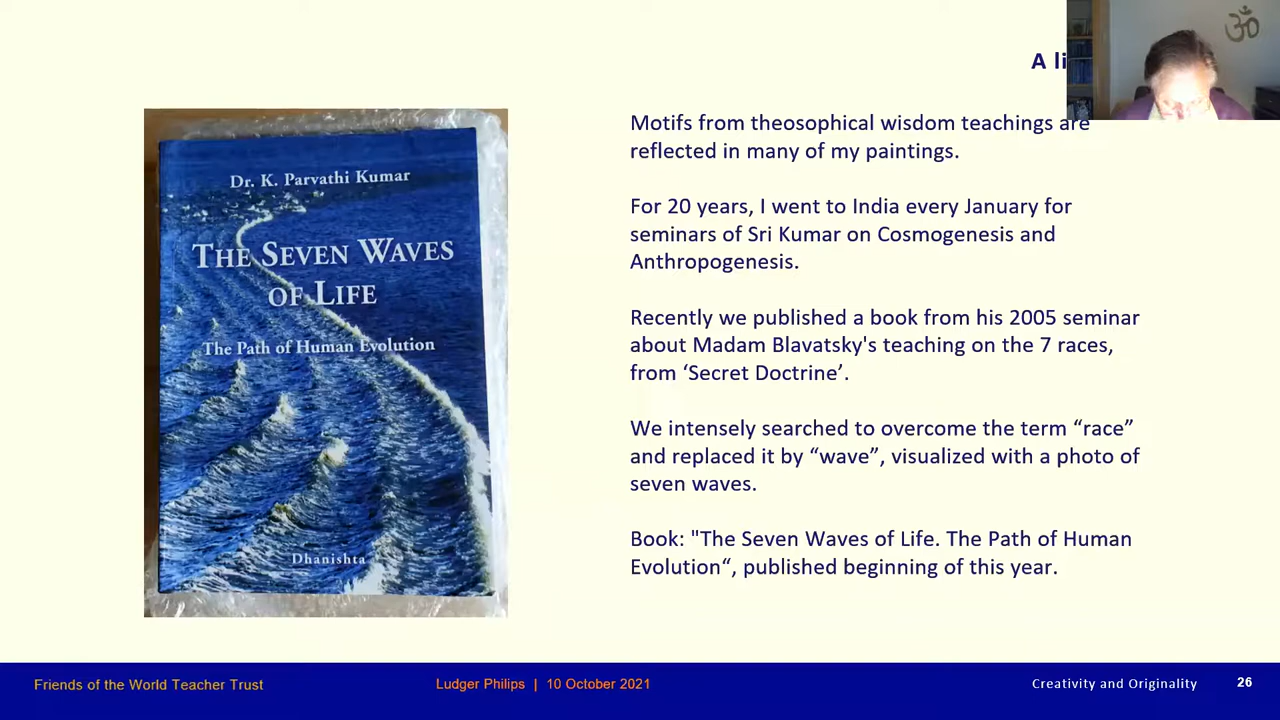 A li
Dr. K. Parvathi Kumar
THE SEVEN WAVES
OF LIFE
The Path of Human Evolution
Dhanishta
Motifs from theosophical wisdom teachings are
reflected in many of my paintings.
For 20 years, I went to India every January for
seminars of Sri Kumar on Cosmogenesis and
Anthropogenesis.
Recently we published a book from his 2005 seminar
about Madam Blavatsky's teaching on the 7 races,
from ‘Secret Doctrine’.
We intensely searched to overcome the term “race”
and replaced it by “wave”, visualized with a photo of
seven waves.
Book: "The Seven Waves of Life. The Path of Human
Evolution“, published beginning of this year.
ॐ
Friends of the World Teacher Trust
Ludger Philips | 10 October 2021
Creativity and Originality
26